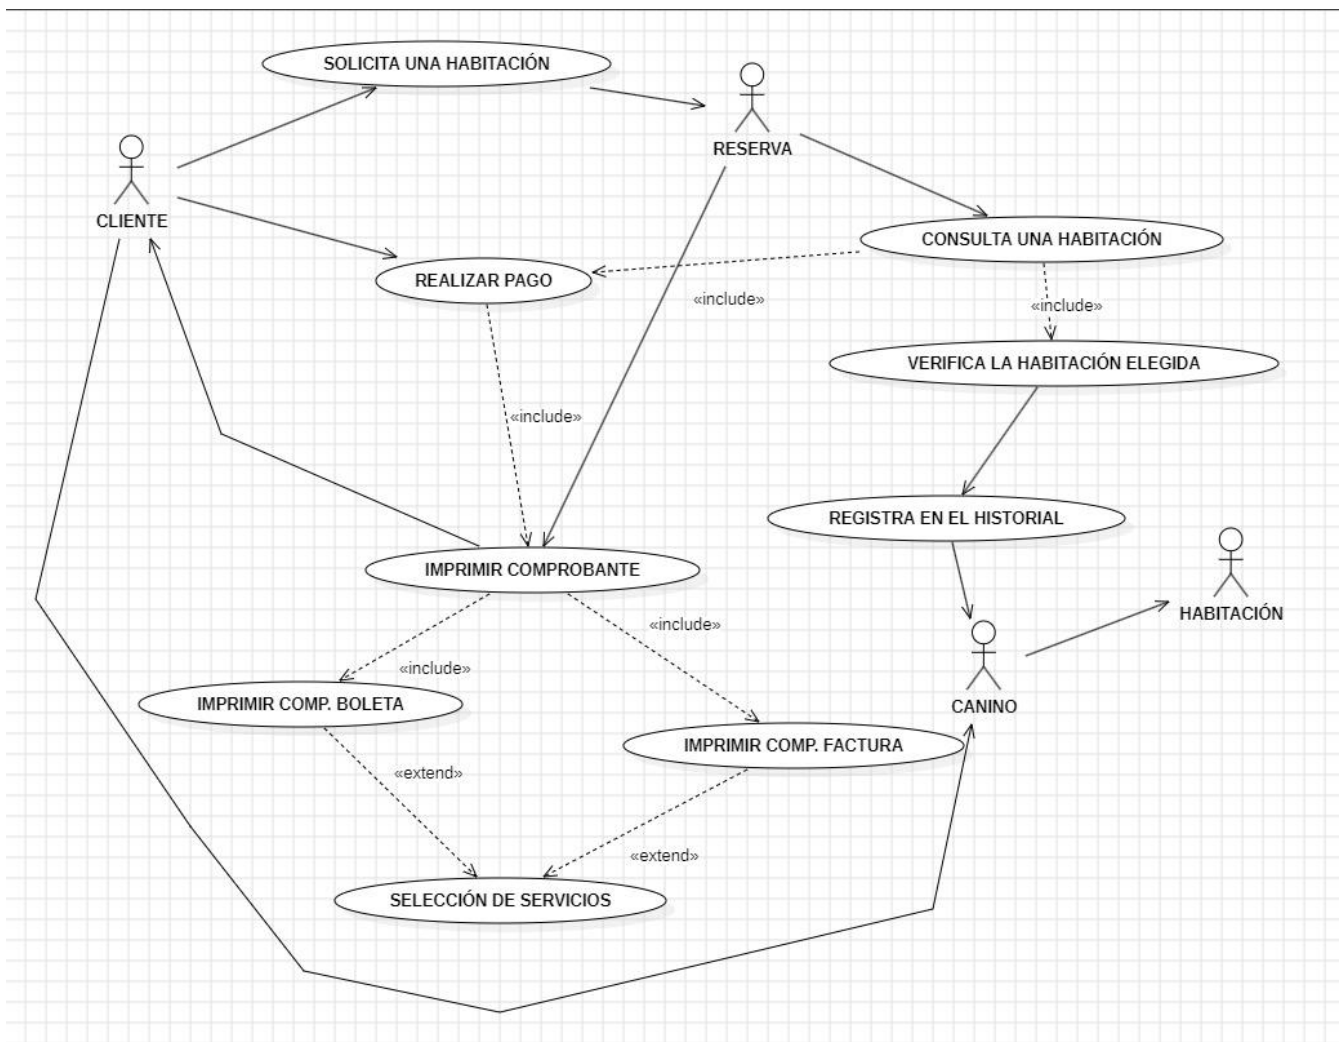 SOLICITA UNA HABITACIÓN
RESERVA
CLIENTE
CONSULTA UNA HABITACIÓN
REALIZAR PAGO
«include»
«include»
VERIFICA LA HABITACIÓN ELEGIDA
«include»
REGISTRA EN EL HISTORIAL
IMPRIMIR COMPROBANTE
HABITACIÓN
«include»
«include»
IMPRIMIR COMP. BOLETA
CANINO
IMPRIMIR COMP. FACTURA
«extend»
«extend»
SELECCIÓN DE SERVICIOS